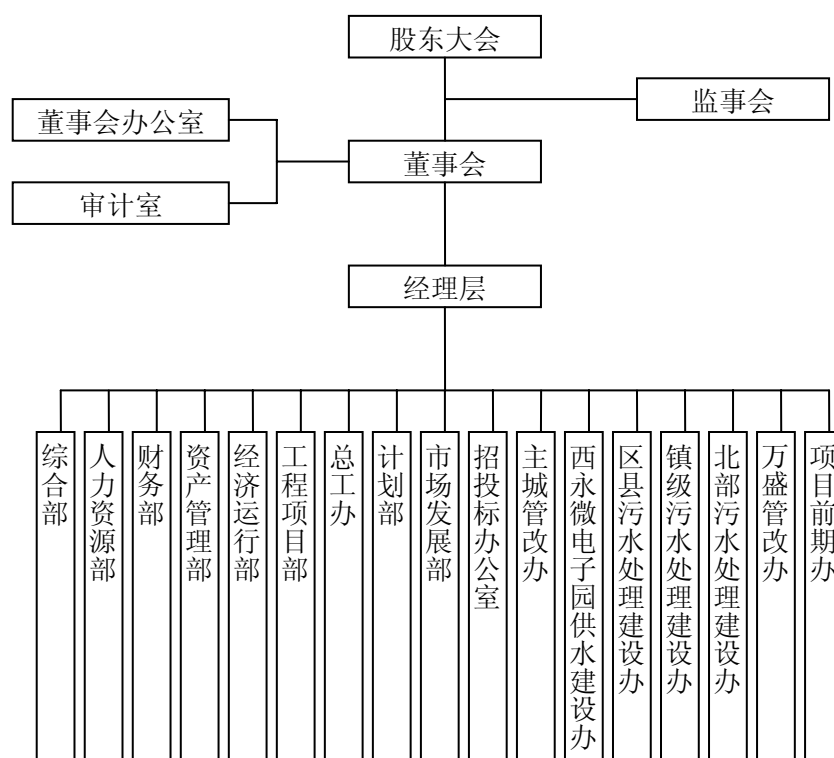 股东大会
监事会
董事会办公室
董事会
审计室
经理层
综合部
人力资源部
财务部
资产管理部
经济运行部
工程项目部
总工办
计划部
市场发展部
招投标办公室
主城管改办
西永微电子园供水建设办
区县污水处理建设办
镇级污水处理建设办
北部污水处理建设办
万盛管改办
项目前期办